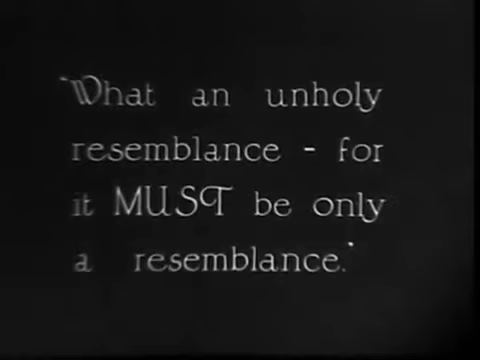 "What an unholy
resemblance - for
it MUST be only
a resemblance."